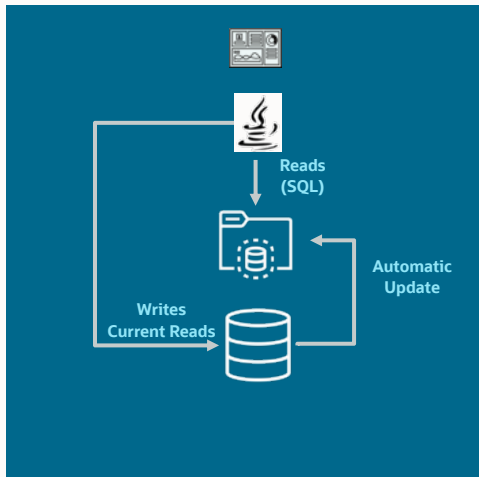 Reads
(SQL)
Automatic
Update
Writes
Current Reads